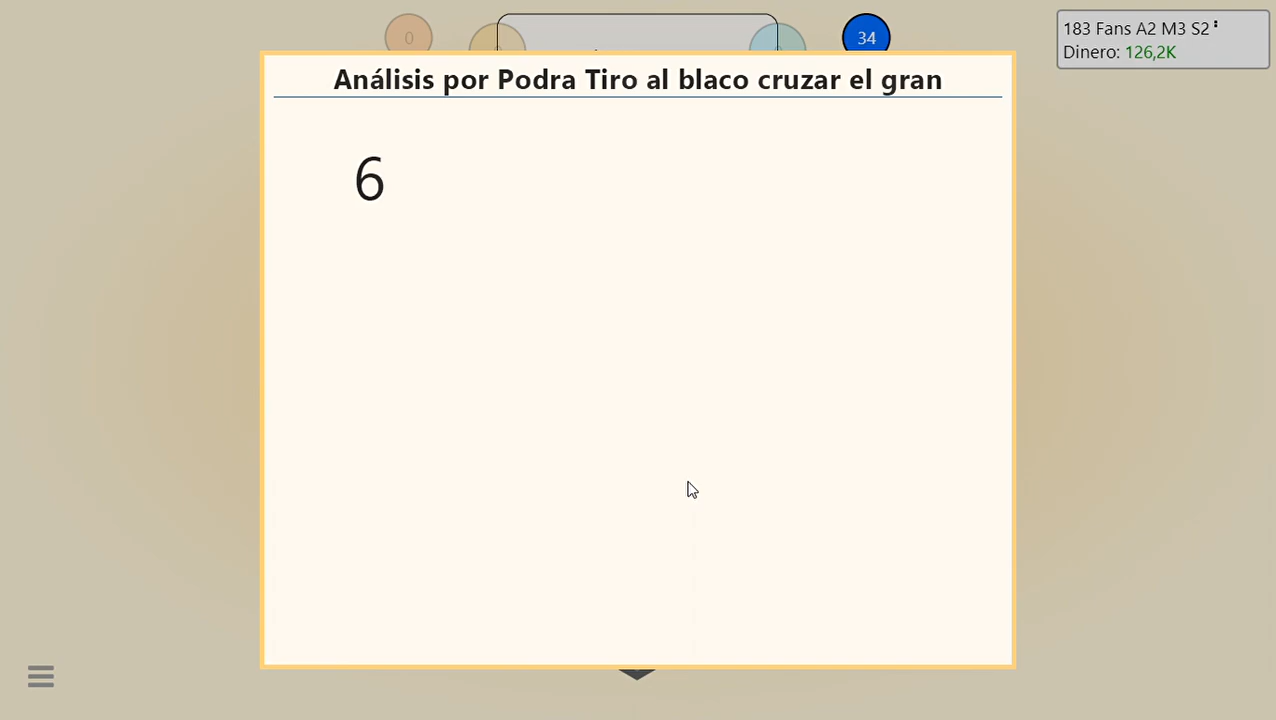 0
34
183 Fans A2 M3 S2
Dinero: 126,2K
Análisis por Podra Tiro al blaco cruzar el gran
6